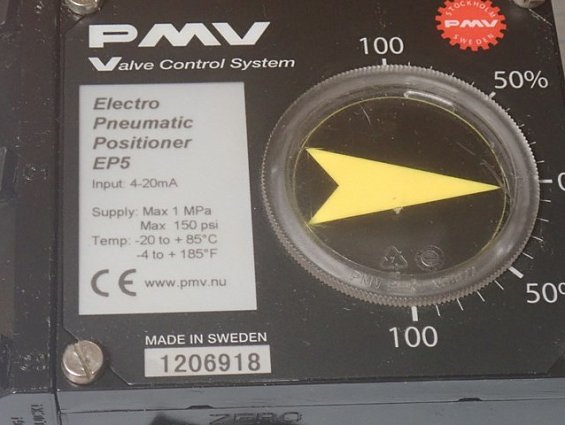 PMV
Valve Control System
STOCKHOLM
PMV
SWEDEN
Electro
Pneumatic
Positioner
EP5
Input: 4-20mA
Supply: Max 1 MPa
Max 150 psi
Temp: -20 to + 85°C
-4 to + 185°F
CE www.pmv.nu
MADE IN SWEDEN
1206918
100
50%
0
50
100
PMV
ZERO